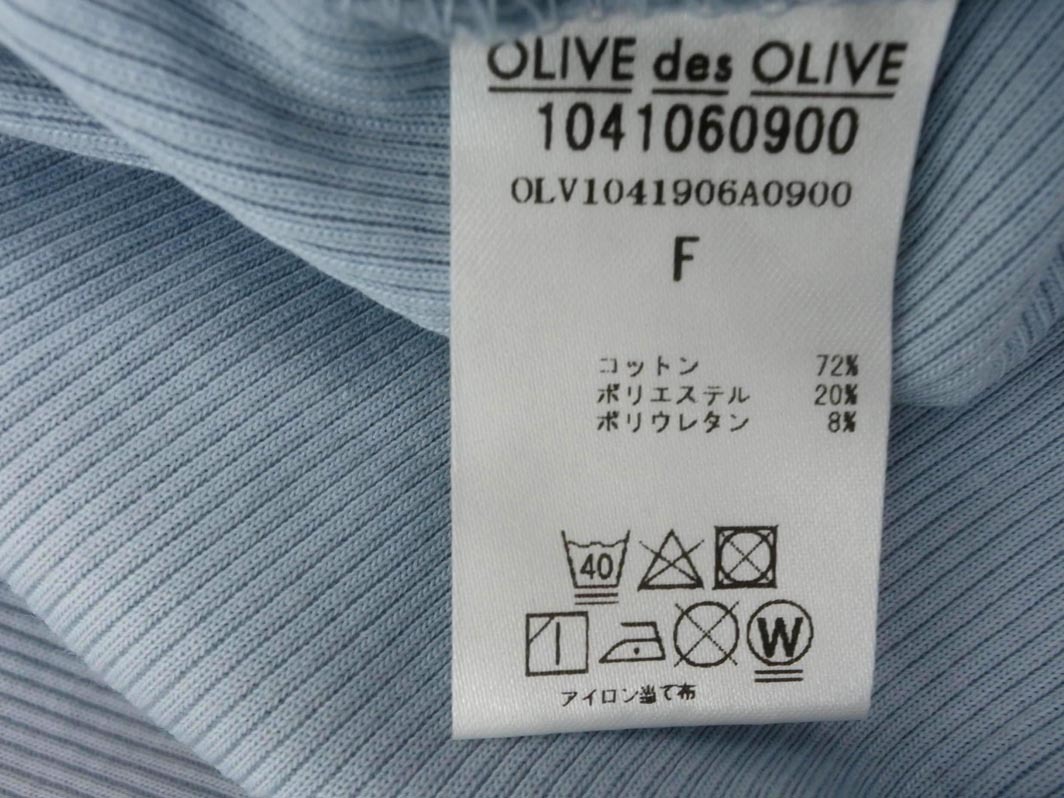 OLIVE des OLIVE
1041060900
OLV1041906A0900
F
コットン 72%
ポリエステル 20%
ポリウレタン 8%
40
W
アイロン当て布